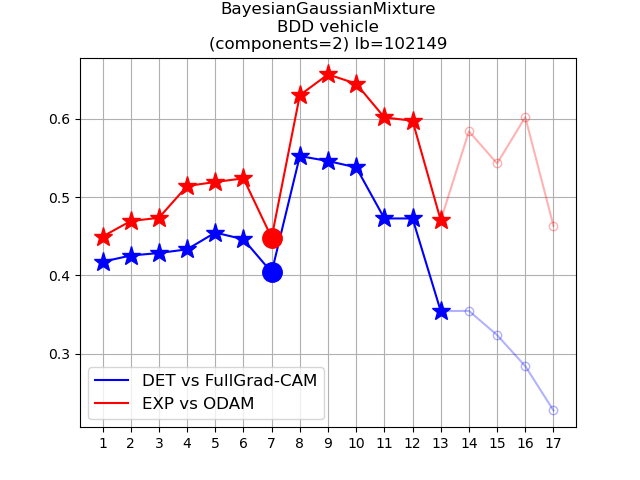 BayesianGaussianMixture
BDD vehicle
(components=2) lb=102149
0.6
0.5
0.4
0.3
DET vs FullGrad-CAM
EXP vs ODAM
1 2 3 4 5 6 7 8 9 10 11 12 13 14 15 16 17